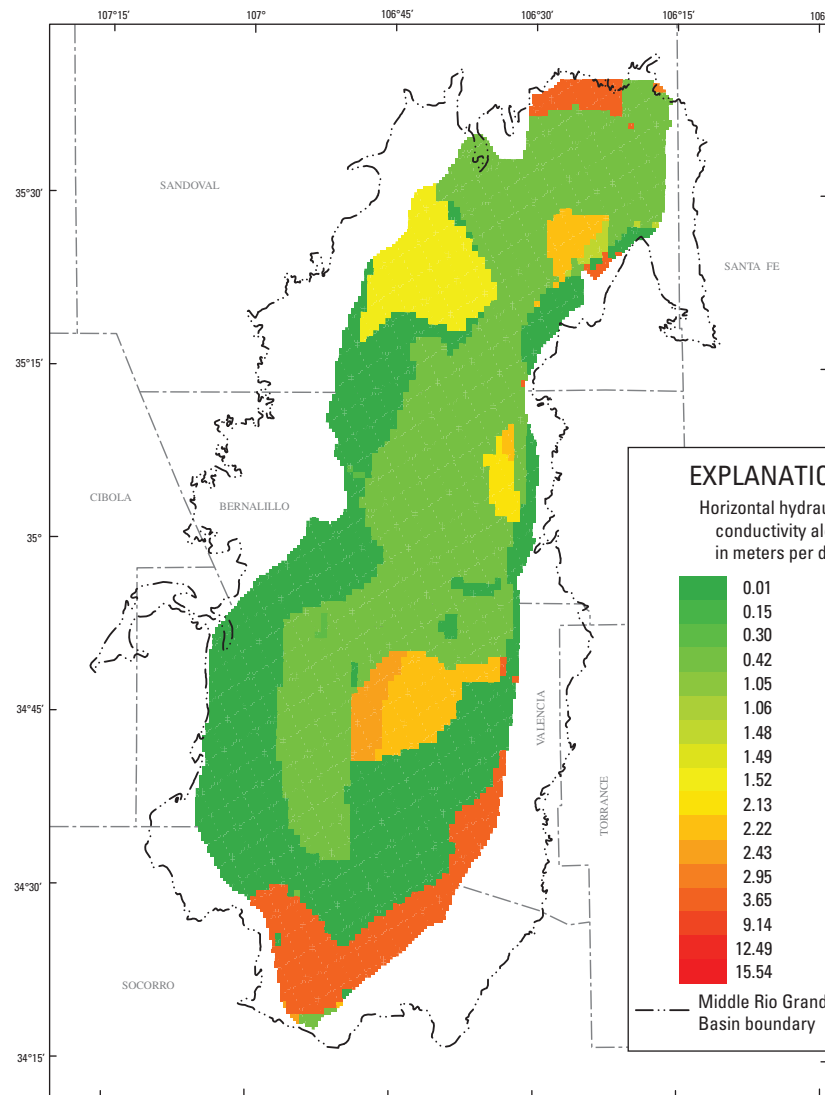 107°15′ 107° 106°45′ 106°30′ 106°15′ 106
35°30′
35°15′
35°
34°45′
34°30′
34°15′
SANDOVAL
SANTA FE
CIBOLA
BERNALILLO
VALENCIA
TORRANCE
SOCORRO
EXPLANATIO
Horizontal hydrau
conductivity al
in meters per d
0.01
0.15
0.30
0.42
1.05
1.06
1.48
1.49
1.52
2.13
2.22
2.43
2.95
3.65
9.14
12.49
15.54
Middle Rio Grand
Basin boundary